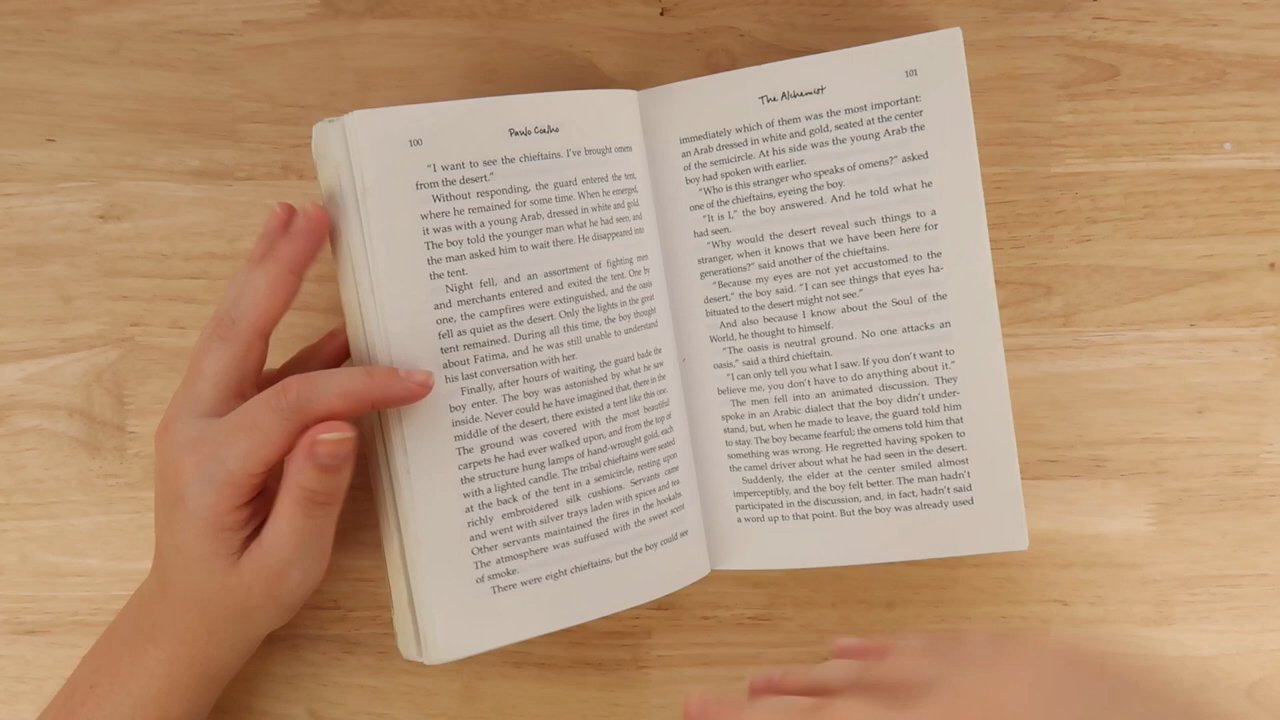 100
Paulo Coelho
"I want to see the chieftains. I've brought omens
from the desert."
Without responding, the guard entered the tent,
where he remained for some time. When he emerged,
it was with a young Arab, dressed in white and gold.
The boy told the younger man what he had seen, and
the man asked him to wait there. He disappeared into
the tent.
Night fell, and an assortment of fighting men
and merchants entered and exited the tent. One by
one, the campfires were extinguished, and the oasis
fell as quiet as the desert. Only the lights in the great
tent remained. During all this time, the boy thought
about Fatima, and he was still unable to understand
his last conversation with her.
Finally, after hours of waiting, the guard bade the
boy enter. The boy was astonished by what he saw
inside. Never could he have imagined that, there in the
middle of the desert, there existed a tent like this one.
The ground was covered with the most beautiful
carpets he had ever walked upon, and from the top of
the structure hung lamps of hand-wrought gold, each
with a lighted candle. The tribal chieftains were seated
at the back of the tent in a semicircle, resting upon
richly embroidered silk cushions. Servants came
and went with silver trays laden with spices and tea.
Other servants maintained the fires in the hookahs.
The atmosphere was suffused with the sweet scent
of smoke.
There were eight chieftains, but the boy could see
The Alchemist
101
immediately which of them was the most important:
an Arab dressed in white and gold, seated at the center
of the semicircle. At his side was the young Arab the
boy had spoken with earlier.
"Who is this stranger who speaks of omens?" asked
one of the chieftains, eyeing the boy.
"It is I," the boy answered. And he told what he
had seen.
"Why would the desert reveal such things to a
stranger, when it knows that we have been here for
generations?" said another of the chieftains.
"Because my eyes are not yet accustomed to the
desert," the boy said. "I can see things that eyes ha-
bituated to the desert might not see."
And also because I know about the Soul of the
World, he thought to himself.
"The oasis is neutral ground. No one attacks an
oasis," said a third chieftain.
"I can only tell you what I saw. If you don't want to
believe me, you don't have to do anything about it."
The men fell into an animated discussion. They
spoke in an Arabic dialect that the boy didn't under-
stand, but, when he made to leave, the guard told him
to stay. The boy became fearful; the omens told him that
something was wrong. He regretted having spoken to
the camel driver about what he had seen in the desert.
Suddenly, the elder at the center smiled almost
imperceptibly, and the boy felt better. The man hadn't
participated in the discussion, and, in fact, hadn't said
a word up to that point. But the boy was already used